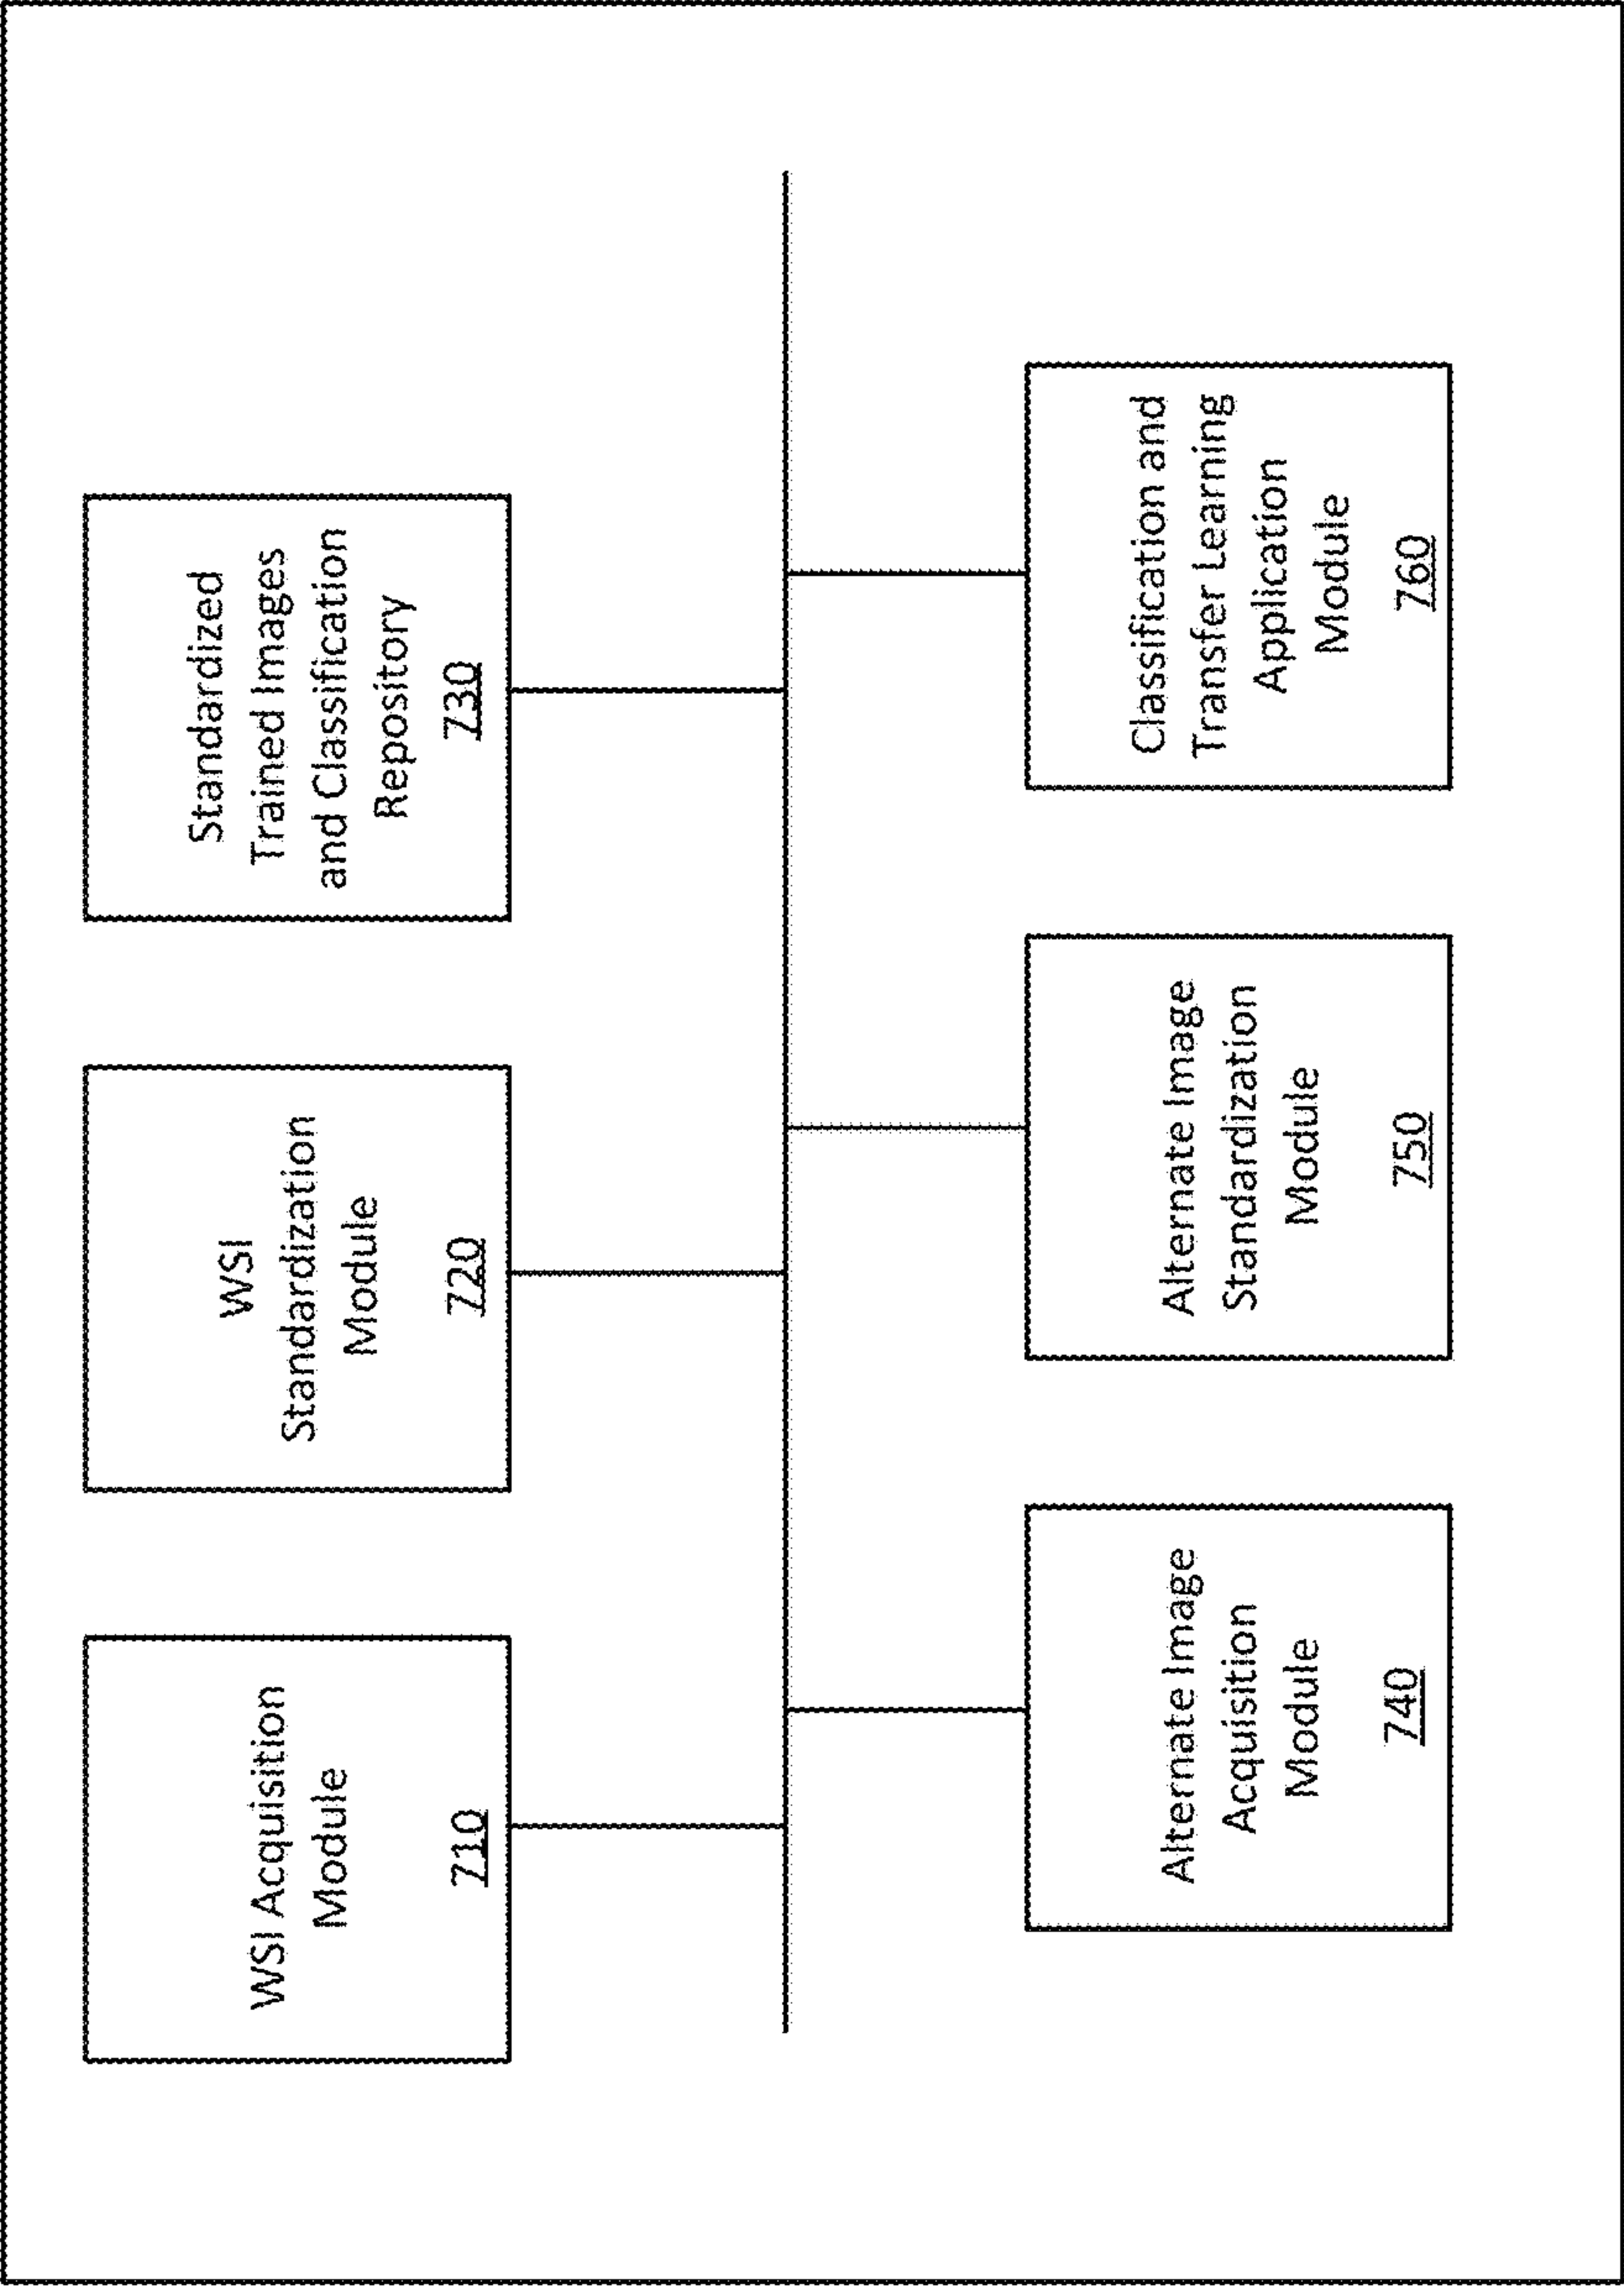 WSI Acquisition
Module
710
WSI
Standardization
Module
720
Standardized
Trained Images
and Classification
Repository
730
Alternate Image
Acquisition
Module
740
Alternate Image
Standardization
Module
750
Classification and
Transfer Learning
Application
Module
760